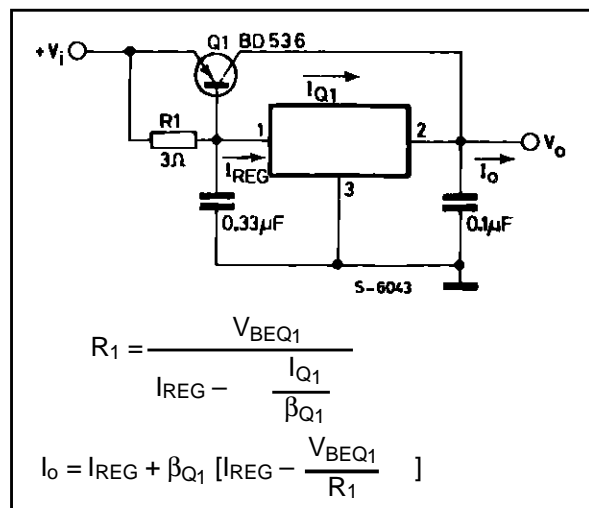 Q1 BD536
+Vi
IQ1
R1
1
2
Vo
3Ω
IREG
Io
3
0.33µF
0.1µF
S-6043
R1 = VBEQ1 / IREG – IQ1 / βQ1
Io = IREG + βQ1 [IREG - VBEQ1 / R1 ]